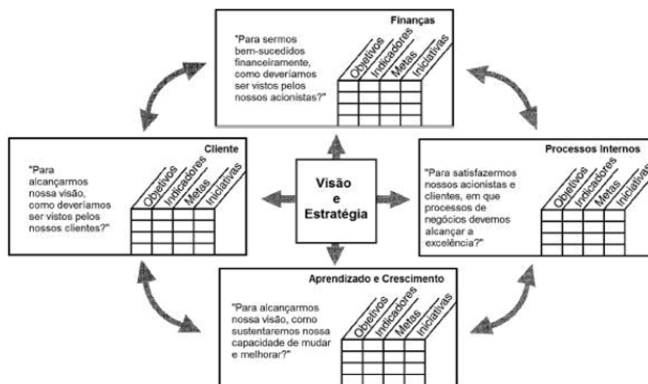 Finanças
"Para sermos
bem-sucedidos
financeiramente,
como deveríamos
ser vistos pelos
nossos acionistas?"
Objetivos
Indicadores
Metas
Iniciativas
Cliente
"Para
alcançarmos
nossa visão,
como deveríamos
ser vistos pelos
nossos clientes?"
Objetivos
Indicadores
Metas
Iniciativas
Visão
e
Estratégia
Processos Internos
"Para satisfazermos
nossos acionistas e
clientes, em que
processos de
negócios devemos
alcançar a
excelência?"
Objetivos
Indicadores
Metas
Iniciativas
Aprendizado e Crescimento
"Para alcançarmos
nossa visão, como
sustentaremos nossa
capacidade de mudar
e melhorar?"
Objetivos
Indicadores
Metas
Iniciativas